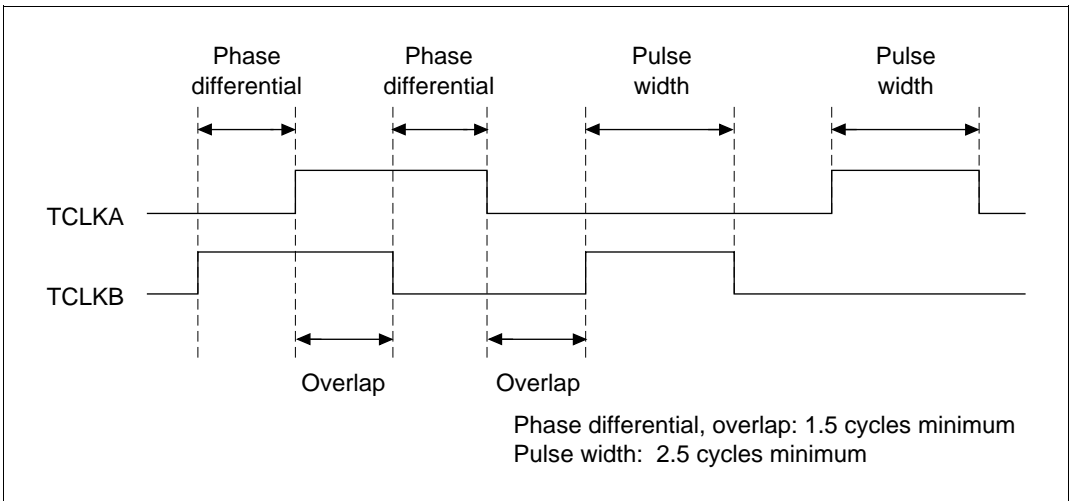 Phase
differential
Phase
differential
Pulse
width
Pulse
width
TCLKA
TCLKB
Overlap
Overlap
Phase differential, overlap: 1.5 cycles minimum
Pulse width: 2.5 cycles minimum